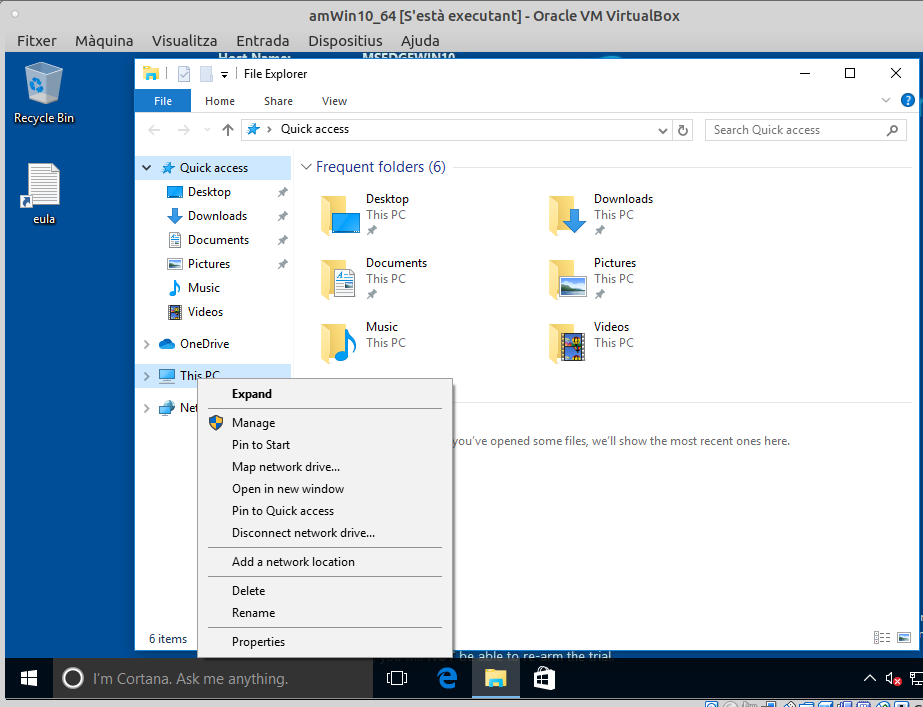 amWin10_64 [S'està executant] - Oracle VM VirtualBox
Fitxer Màquina Visualitza Entrada Dispositius Ajuda
Host Name: MSEDGEWIN10
Recycle Bin
eula
File Explorer
File Home Share View
Quick access
Search Quick access
Quick access
Desktop
Downloads
Documents
Pictures
Music
Videos
OneDrive
This PC
Net
Frequent folders (6)
Desktop
This PC
Downloads
This PC
Documents
This PC
Pictures
This PC
Music
This PC
Videos
This PC
you've opened some files, we'll show the most recent ones here.
Expand
Manage
Pin to Start
Map network drive...
Open in new window
Pin to Quick access
Disconnect network drive...
Add a network location
Delete
Rename
Properties
6 items
be able to re-arm the trial
I'm Cortana. Ask me anything.